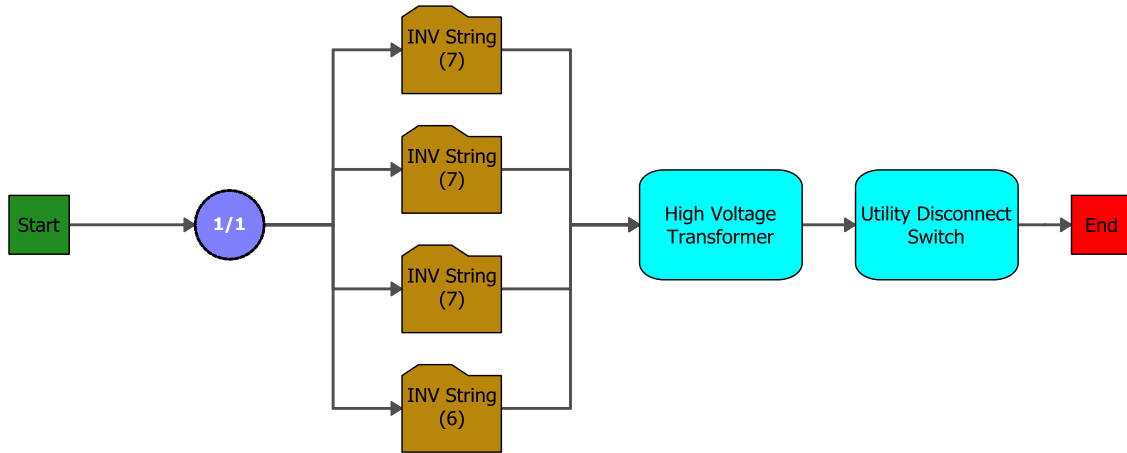 Start
1/1
INV String
(7)
INV String
(7)
INV String
(7)
INV String
(6)
High Voltage
Transformer
Utility Disconnect
Switch
End